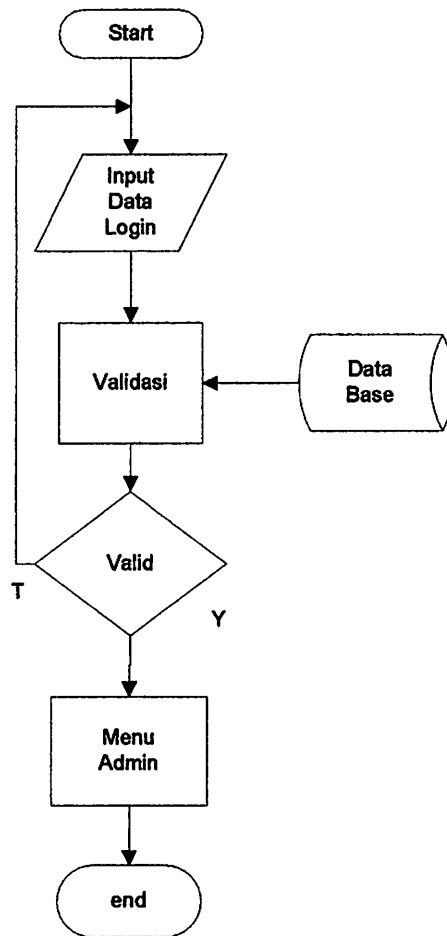 Start
Input
Data
Login
Validasi
Data
Base
Valid
T
Y
Menu
Admin
end